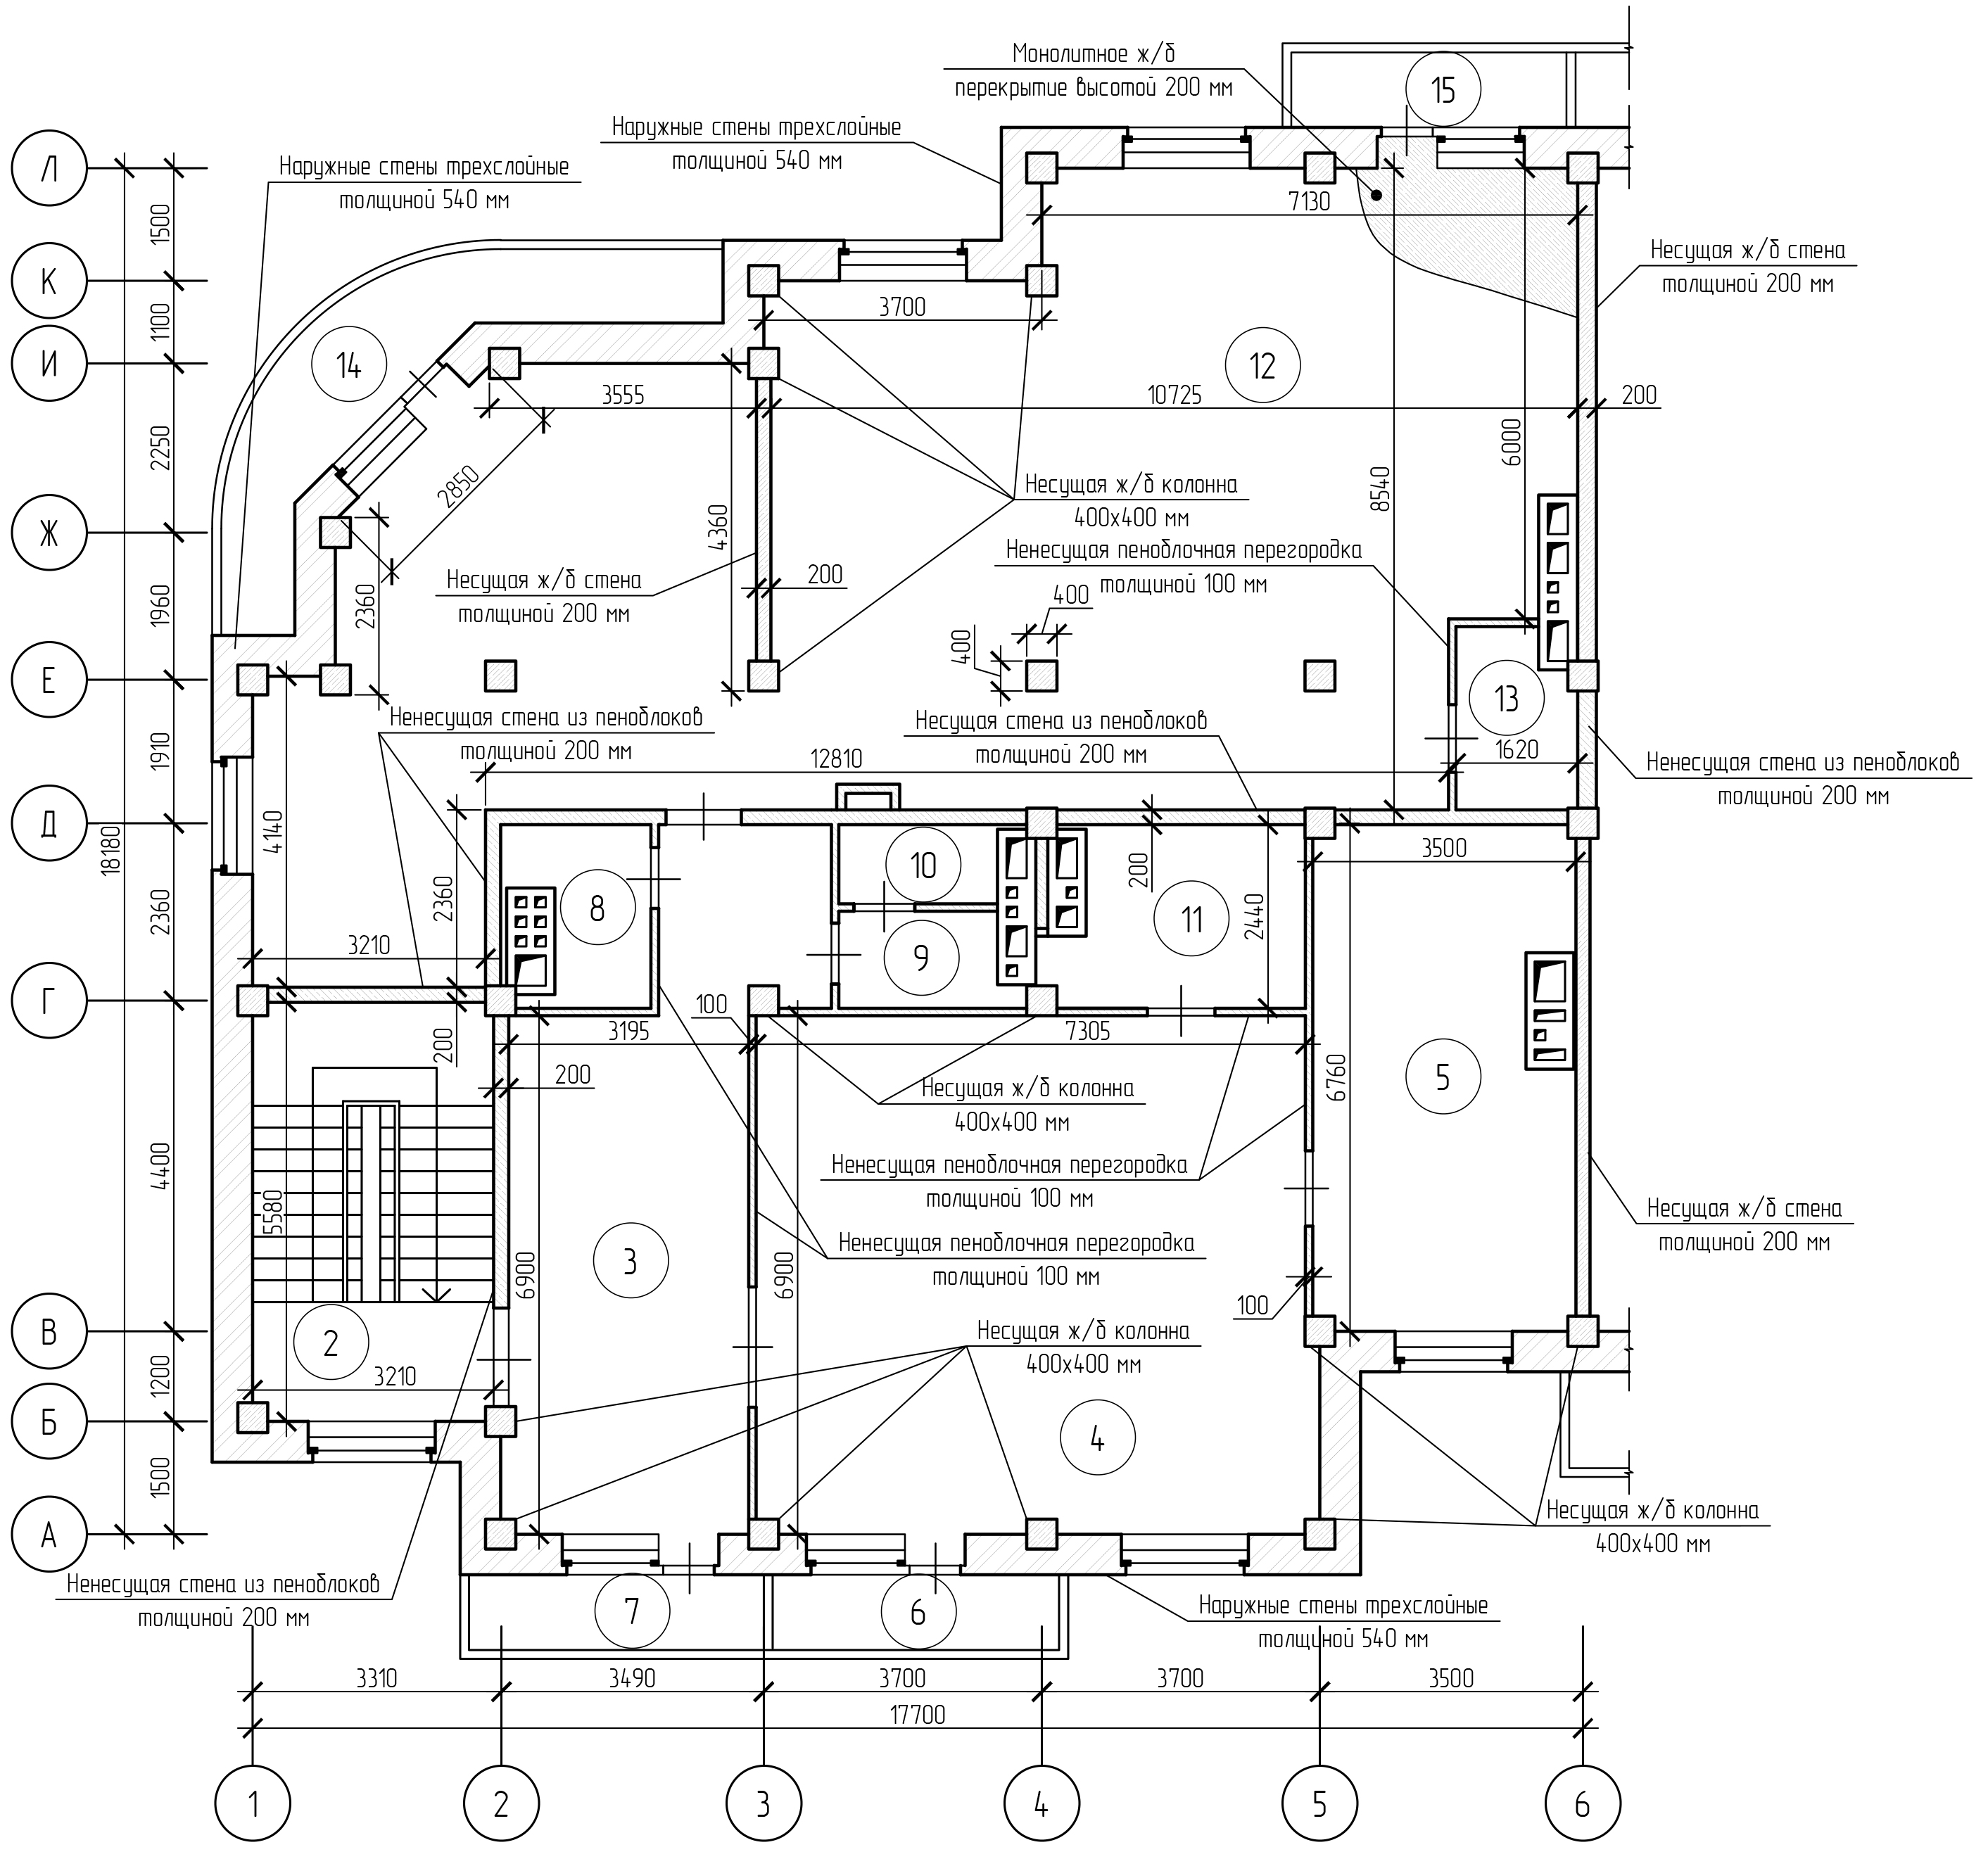 Монолитное ж/б
перекрытие высотой 200 мм
15
Наружные стены трехслойные
толщиной 540 мм
Наружные стены трехслойные
толщиной 540 мм
Л
К
И
Ж
Е
Д
Г
В
Б
А
1500
1100
2250
1960
1910
2360
4400
1200
1500
18180
7130
Несущая ж/б стена
толщиной 200 мм
3700
14
12
3555
10725
200
2850
6000
8540
Несущая ж/б колонна
400х400 мм
4360
Ненесущая пеноблочная перегородка
толщиной 100 мм
2360
Несущая ж/б стена
толщиной 200 мм
200
400
400
13
Ненесущая стена из пеноблоков
толщиной 200 мм
Несущая стена из пеноблоков
толщиной 200 мм
12810
1620
Ненесущая стена из пеноблоков
толщиной 200 мм
4140
2360
3210
200
8
10
9
200
11
2440
3500
100
3195
7305
200
6760
5
Несущая ж/б колонна
400х400 мм
Ненесущая пеноблочная перегородка
толщиной 100 мм
5580
6900
3
6900
Ненесущая пеноблочная перегородка
толщиной 100 мм
Несущая ж/б стена
толщиной 200 мм
100
2
3210
Несущая ж/б колонна
400х400 мм
4
Несущая ж/б колонна
400х400 мм
Ненесущая стена из пеноблоков
толщиной 200 мм
7
6
Наружные стены трехслойные
толщиной 540 мм
3310
3490
3700
3700
3500
17700
1
2
3
4
5
6